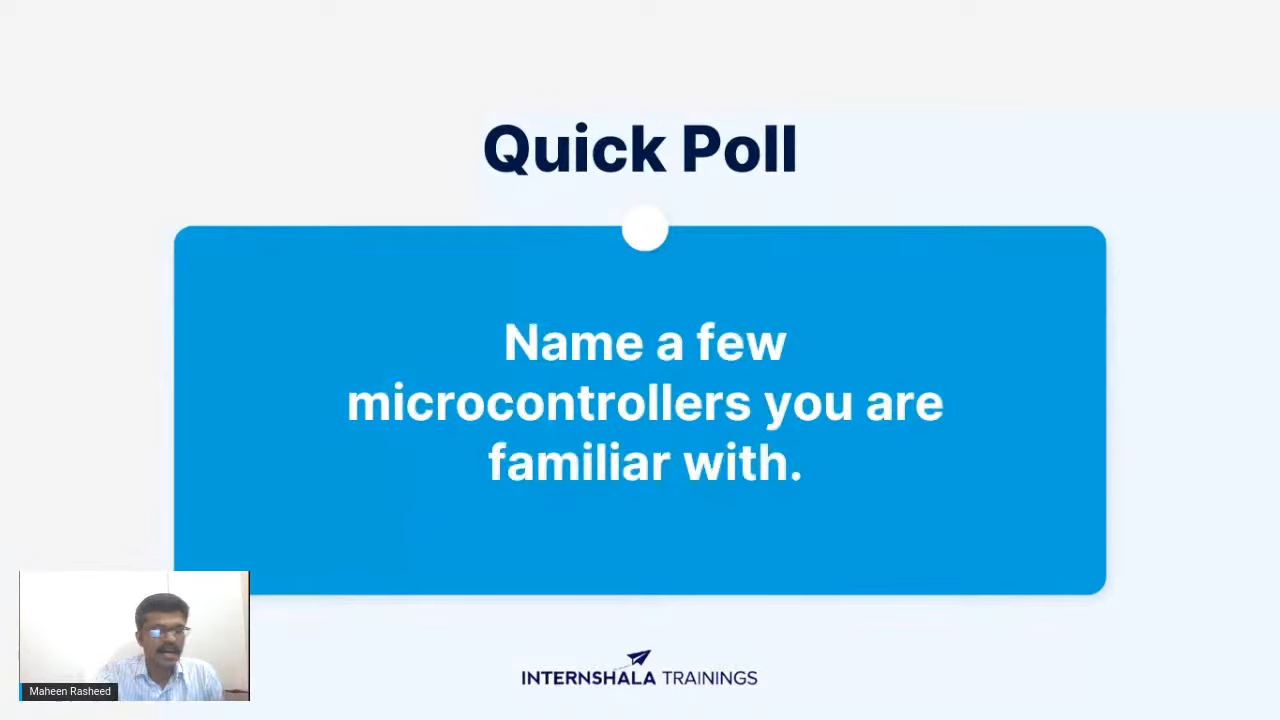 Quick Poll
Name a few
microcontrollers you are
familiar with.
Maheen Rasheed
INTERNSHALA TRAININGS